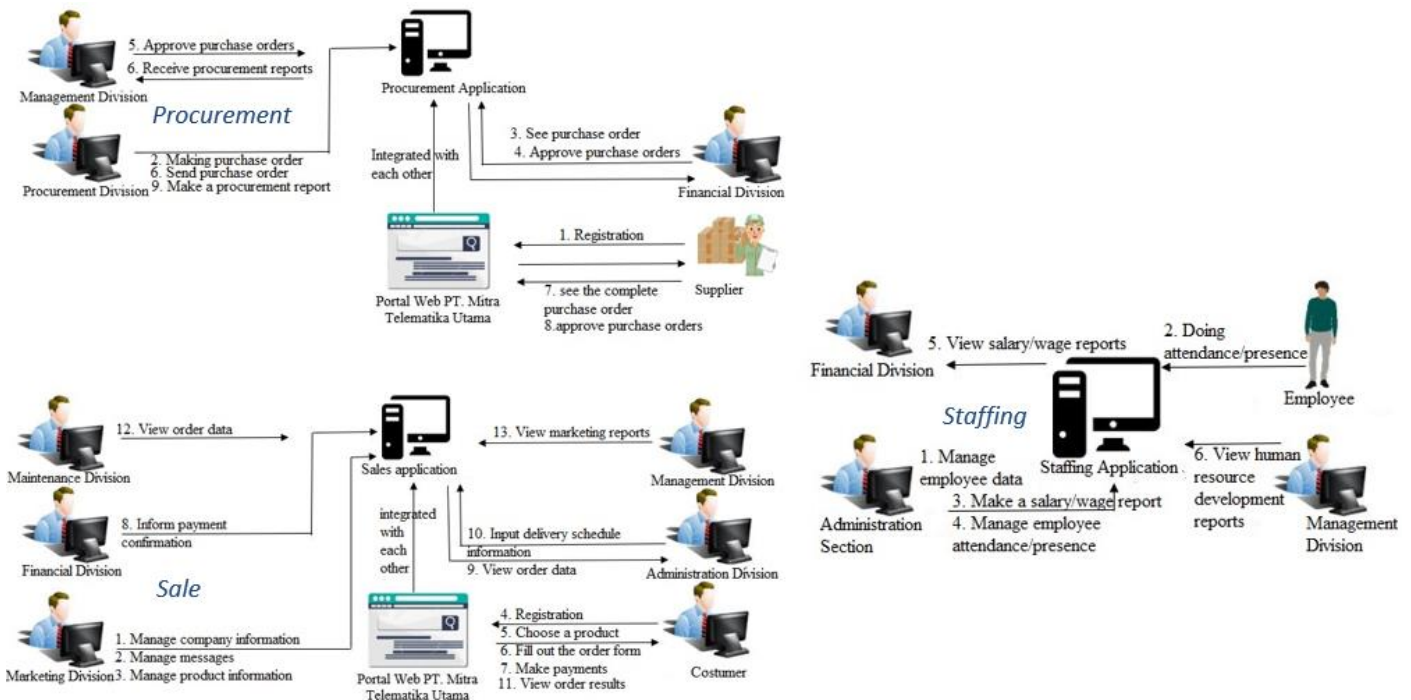 5. Approve purchase orders
6. Receive procurement reports
Management Division
Procurement
2. Making purchase order
6. Send purchase order
9. Make a procurement report
Procurement Division
Procurement Application
Integrated with
each other
3. See purchase order
4. Approve purchase orders
Financial Division
1. Registration
7. see the complete
purchase order
8.approve purchase orders
Supplier
Portal Web PT. Mitra
Telematika Utama
12. View order data
Maintenance Division
8. Inform payment
confirmation
Financial Division
Sale
1. Manage company information
2. Manage messages
3. Manage product information
Marketing Division
Sales application
13. View marketing reports
Management Division
integrated
with
each
other
10. Input delivery schedule
information
9. View order data
Administration Division
4. Registration
5. Choose a product
6. Fill out the order form
7. Make payments
11. View order results
Costumer
Portal Web PT. Mitra
Telematika Utama
5. View salary/wage reports
Financial Division
2. Doing
attendance/presence
Employee
Staffing
Staffing Application
1. Manage
employee data
3. Make a salary/wage report
4. Manage employee
attendance/presence
Administration
Section
6. View human
resource
development
reports
Management
Division